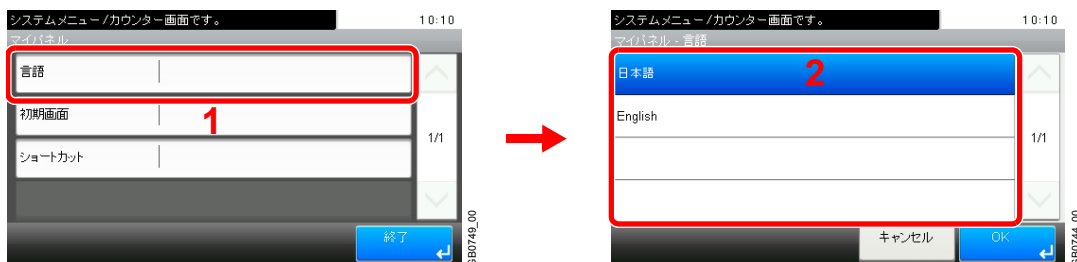 システムメニュー/カウンター画面です。
10:10
マイパネル
言語
初期画面
1
ショートカット
1/1
終了
GB0749_00
システムメニュー/カウンター画面です。
10:10
マイパネル - 言語
日本語
2
English
1/1
キャンセル
OK
GB0744_00